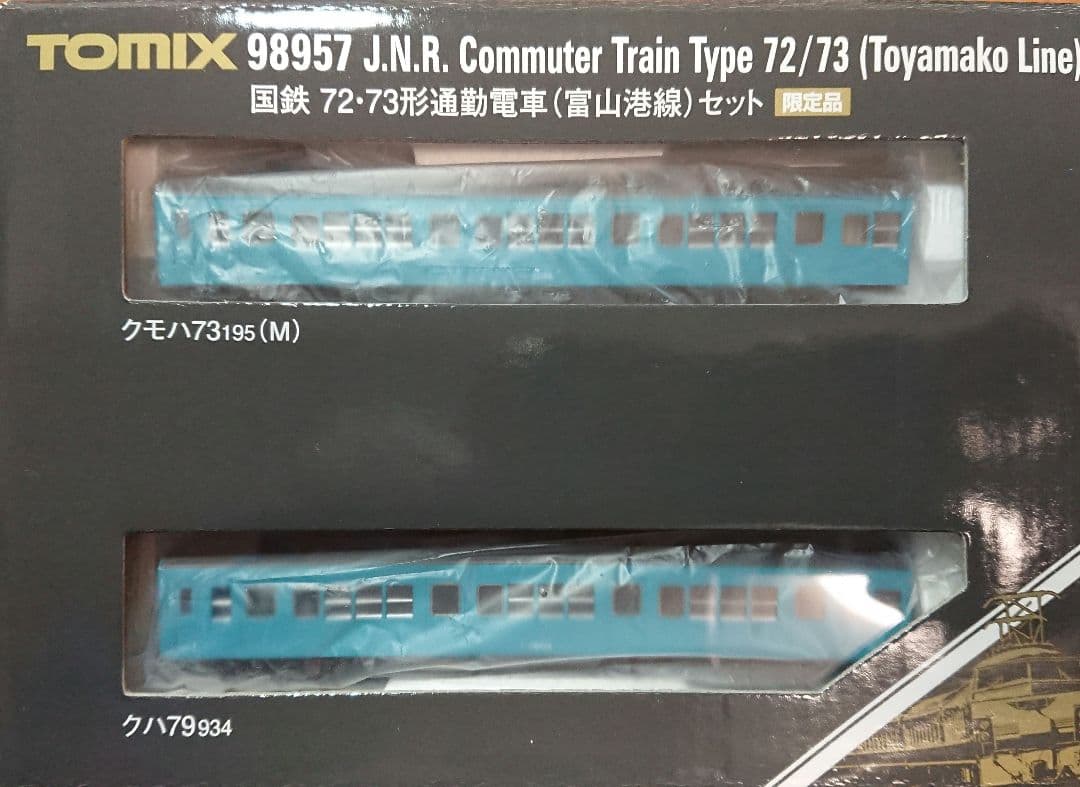 TOMIX 98957 J.N.R. Commuter Train Type 72/73 (Toyamako Line)
国鉄 72・73形通勤電車(富山港線)セット 限定品
クモハ73195(M)
クハ79934